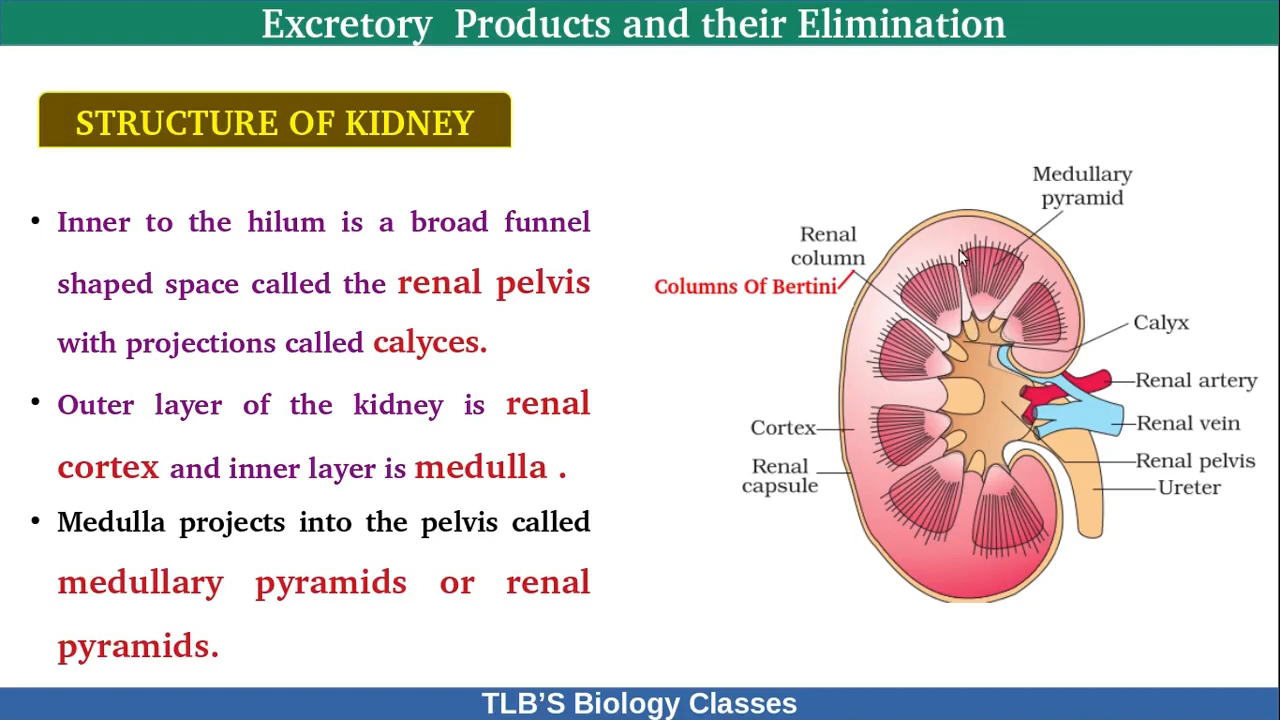 Excretory Products and their Elimination
STRUCTURE OF KIDNEY
• Inner to the hilum is a broad funnel
shaped space called the renal pelvis
with projections called calyces.
• Outer layer of the kidney is renal
cortex and inner layer is medulla .
• Medulla projects into the pelvis called
medullary pyramids or renal
pyramids.
Medullary
pyramid
Renal
column
Columns Of Bertini
Calyx
Renal artery
Renal vein
Cortex
Renal pelvis
Renal
capsule
Ureter
TLB’S Biology Classes